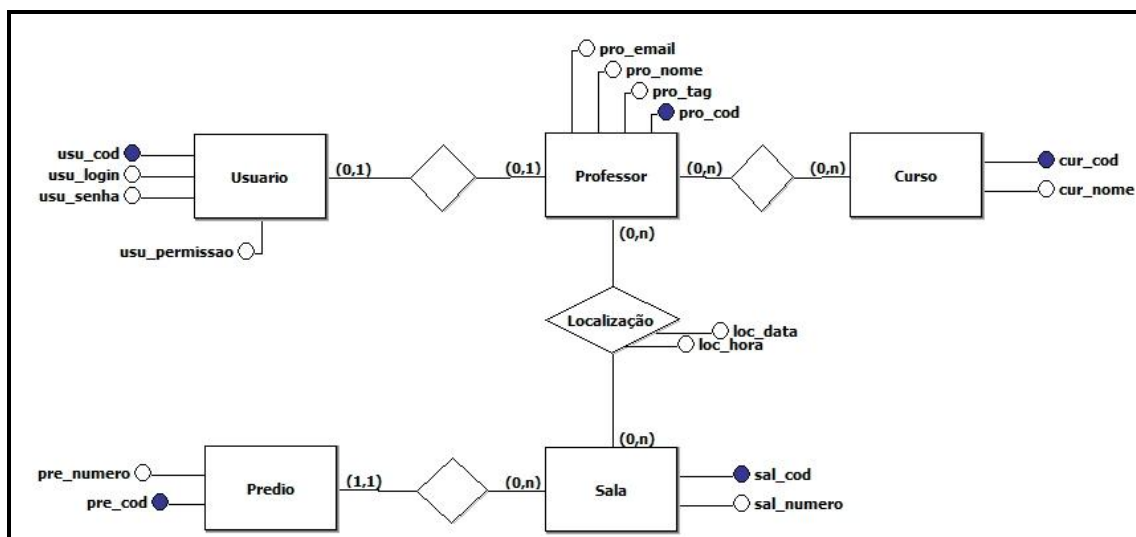 pro_email
pro_nome
pro_tag
pro_cod
usu_cod
usu_login
usu_senha
usu_permissao
Usuario
(0,1)
(0,1)
Professor
(0,n)
(0,n)
Curso
cur_cod
cur_nome
(0,n)
Localização
loc_data
loc_hora
(0,n)
pre_numero
pre_cod
Predio
(1,1)
(0,n)
Sala
sal_cod
sal_numero